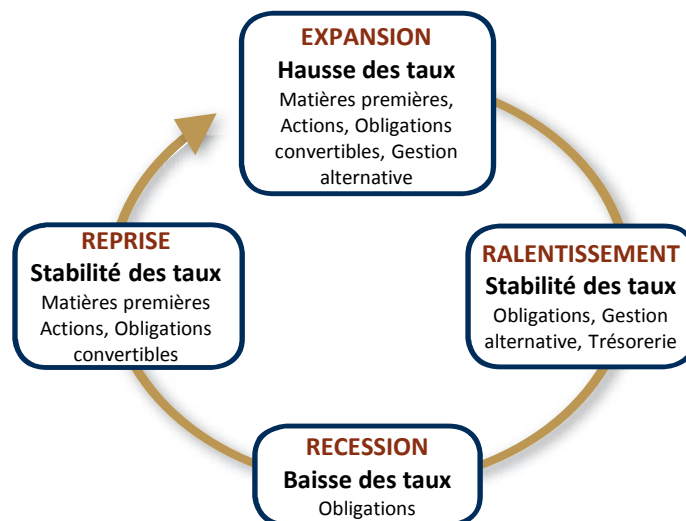 EXPANSION
Hausse des taux
Matières premières,
Actions, Obligations
convertibles, Gestion
alternative
REPRISE
Stabilité des taux
Matières premières
Actions, Obligations
convertibles
RALENTISSEMENT
Stabilité des taux
Obligations, Gestion
alternative, Trésorerie
RECESSION
Baisse des taux
Obligations